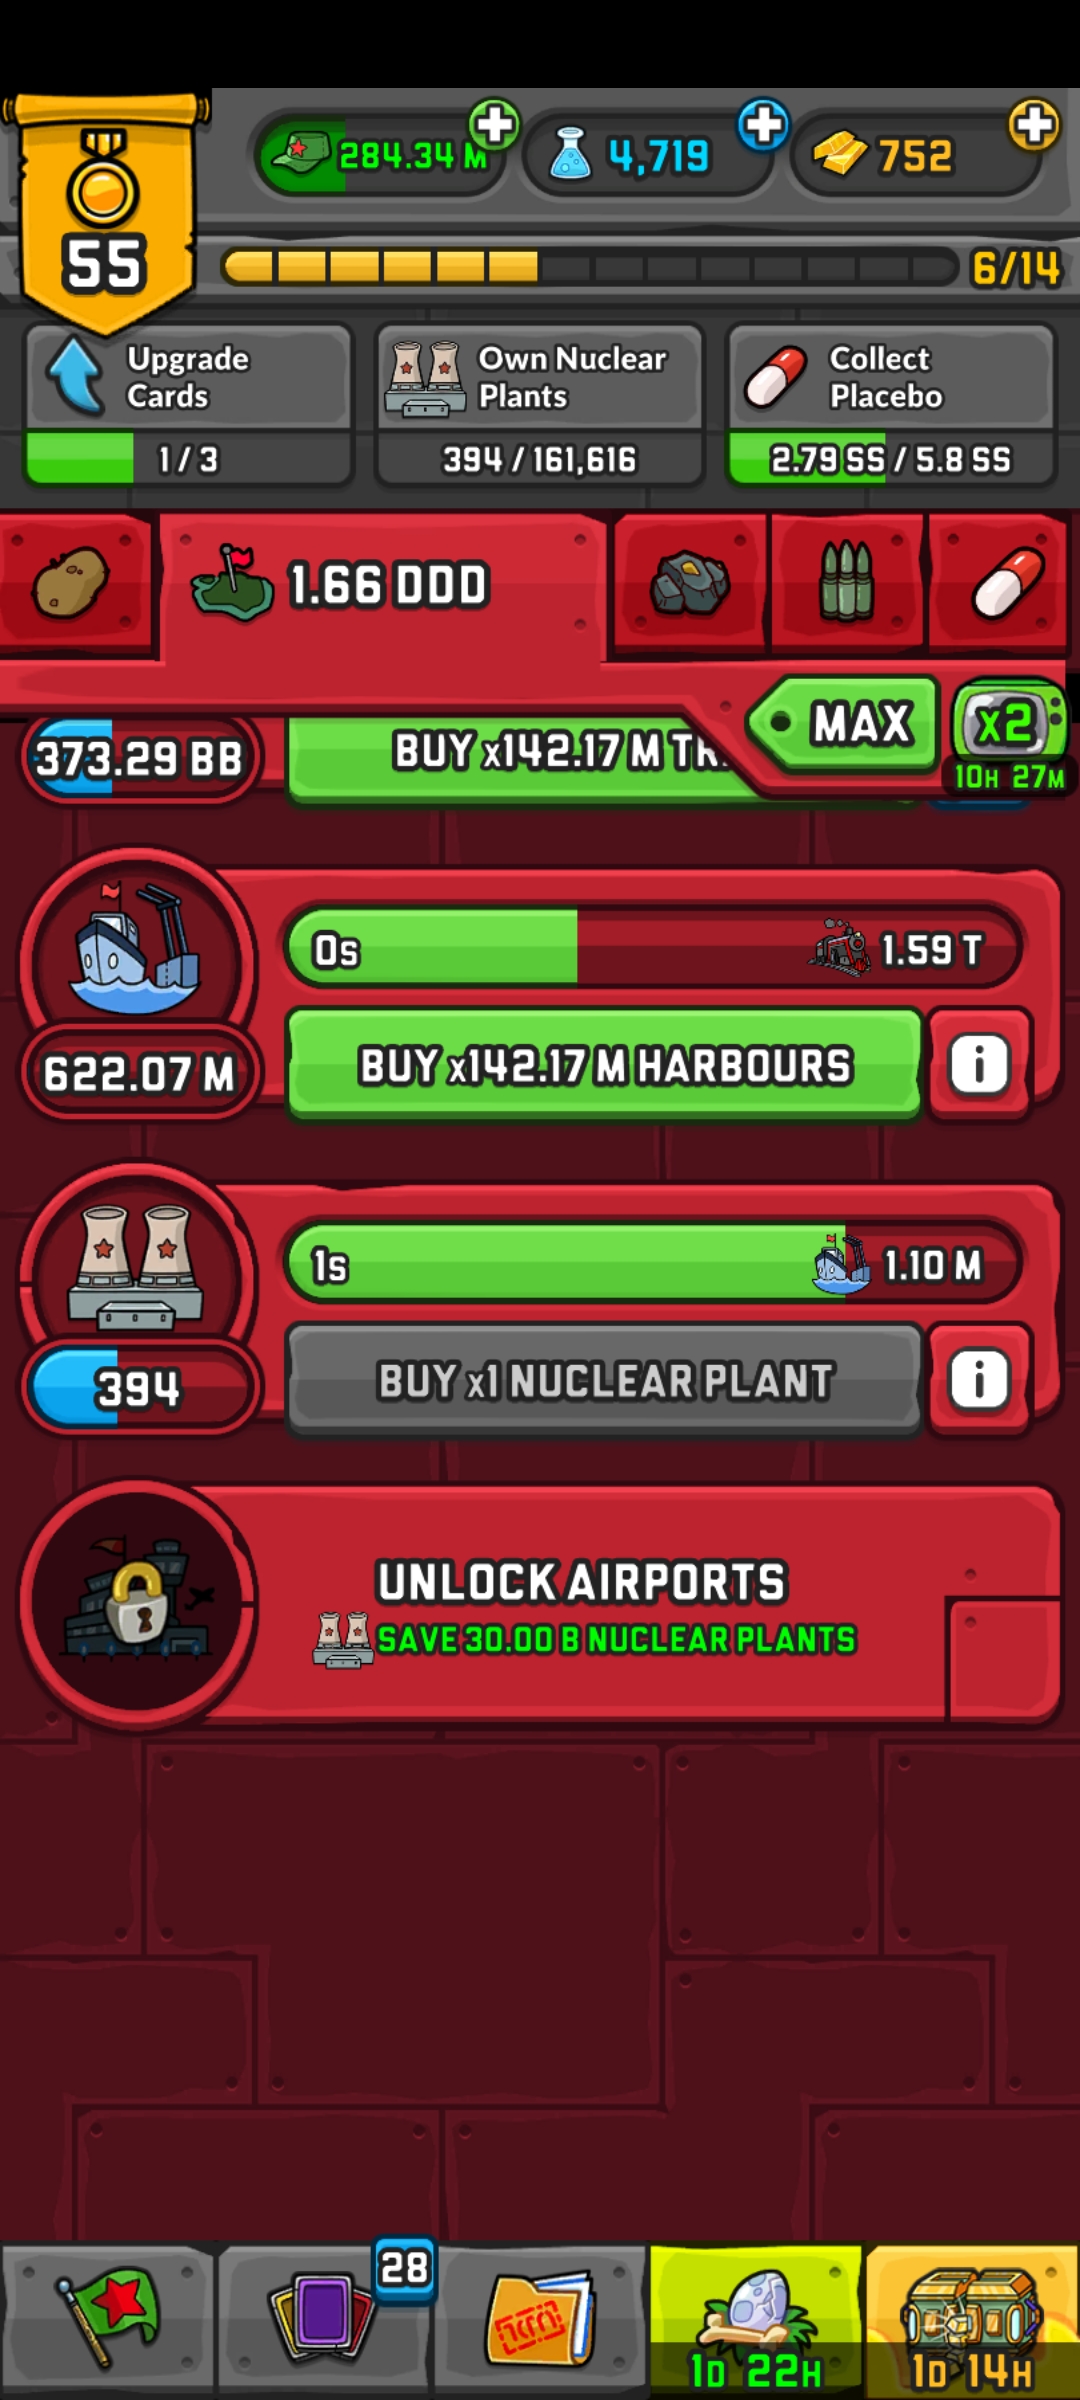 284.34 M
4,719
752
55
6/14
Upgrade
Cards
1 / 3
Own Nuclear
Plants
394 / 161,616
Collect
Placebo
2.79 SS / 5.8 SS
1.66 DDD
MAX
x2
10H 27M
373.29 BB
BUY x142.17 M
0s
1.59 T
622.07 M
BUY x142.17 M HARBOURS
i
1s
1.10 M
394
BUY x1 NUCLEAR PLANT
i
UNLOCK AIRPORTS
SAVE 30.00 B NUCLEAR PLANTS
28
1D 22H
1D 14H